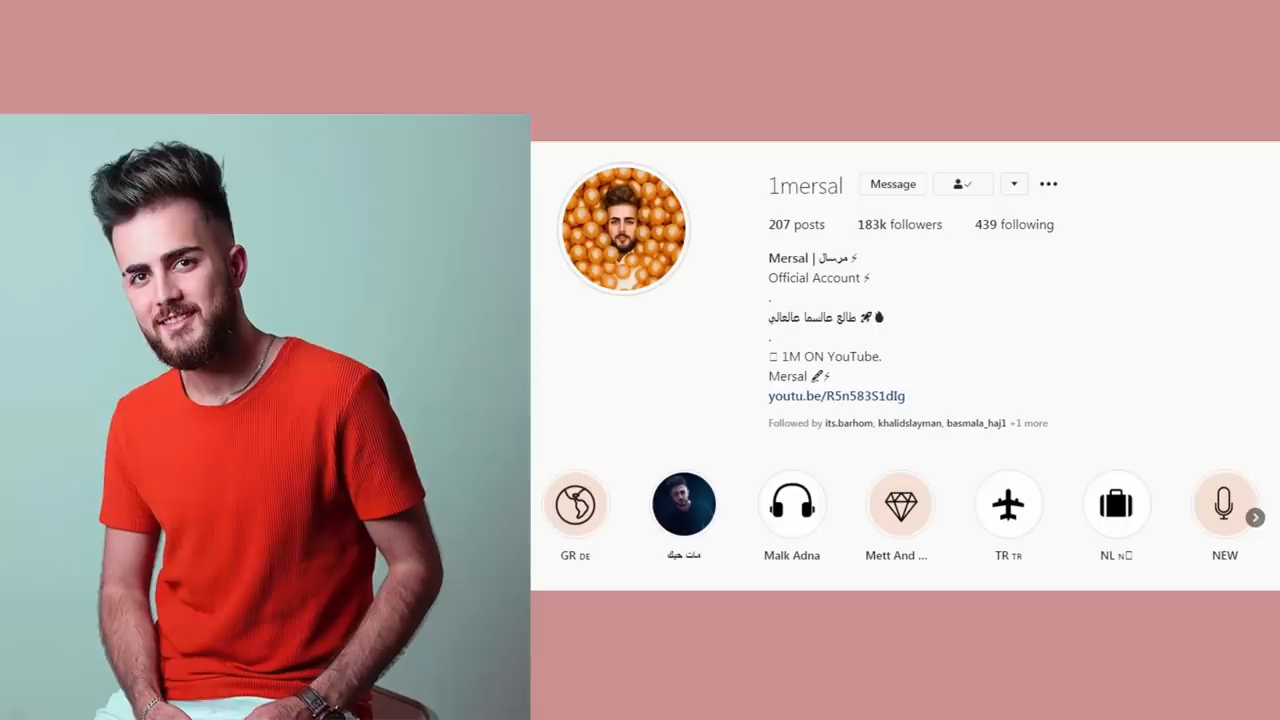 1mersal Message
207 posts 183k followers 439 following
Mersal | مرسال ⚡
Official Account ⚡
.
طالع عالسما عالعالي 🚀🔥
.
1M ON YouTube.
Mersal 🖋⚡
youtu.be/R5n583S1dIg
Followed by its.barhom, khalidslayman, basmala_haj1 +1 more
GR DE مات حبك Malk Adna Mett And ... TR TR NL N NEW